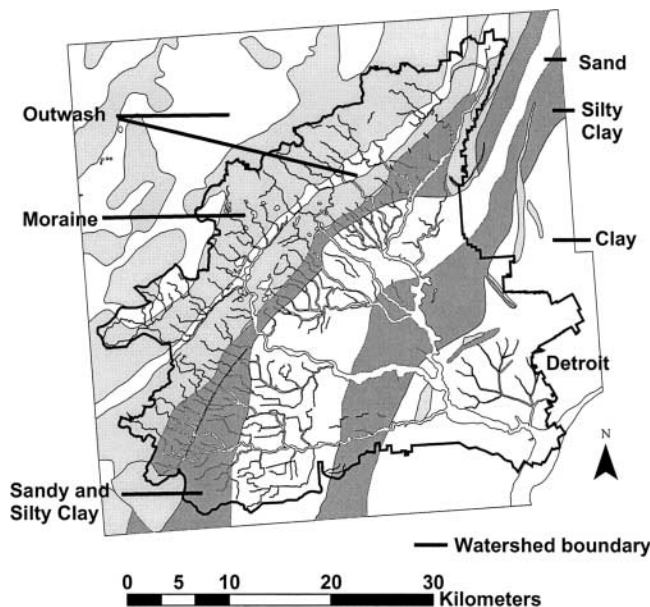 Sand
Outwash
Silty
Clay
Moraine
Clay
Detroit
N
Sandy and
Silty Clay
Watershed boundary
0 5 10 20 30
Kilometers